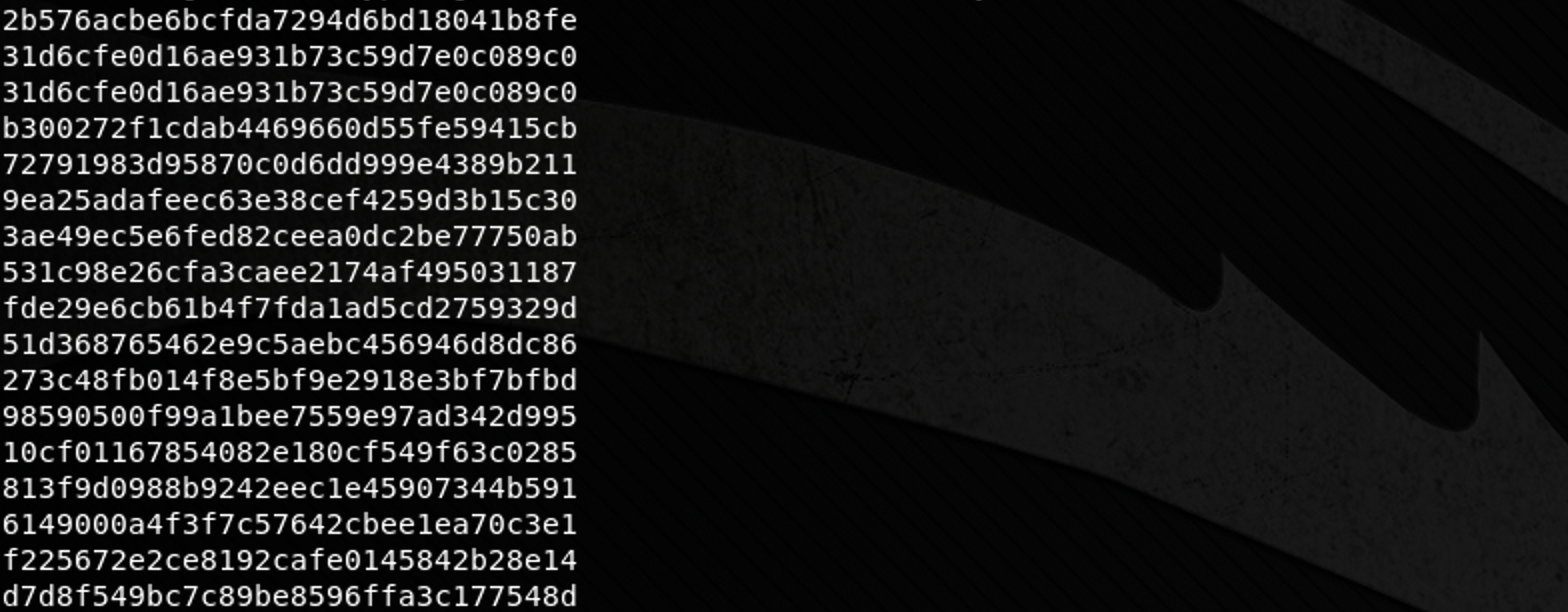 2b576acbe6bcfda7294d6bd18041b8fe
31d6cfe0d16ae931b73c59d7e0c089c0
31d6cfe0d16ae931b73c59d7e0c089c0
b300272f1cdab4469660d55fe59415cb
72791983d95870c0d6dd999e4389b211
9ea25adafeec63e38cef4259d3b15c30
3ae49ec5e6fed82ceea0dc2be77750ab
531c98e26cfa3caee2174af495031187
fde29e6cb61b4f7fda1ad5cd2759329d
51d368765462e9c5aebc456946d8dc86
273c48fb014f8e5bf9e2918e3bf7bfbd
98590500f99a1bee7559e97ad342d995
10cf01167854082e180cf549f63c0285
813f9d0988b9242eec1e45907344b591
6149000a4f3f7c57642cbee1ea70c3e1
f225672e2ce8192cafe0145842b28e14
d7d8f549bc7c89be8596ffa3c177548d